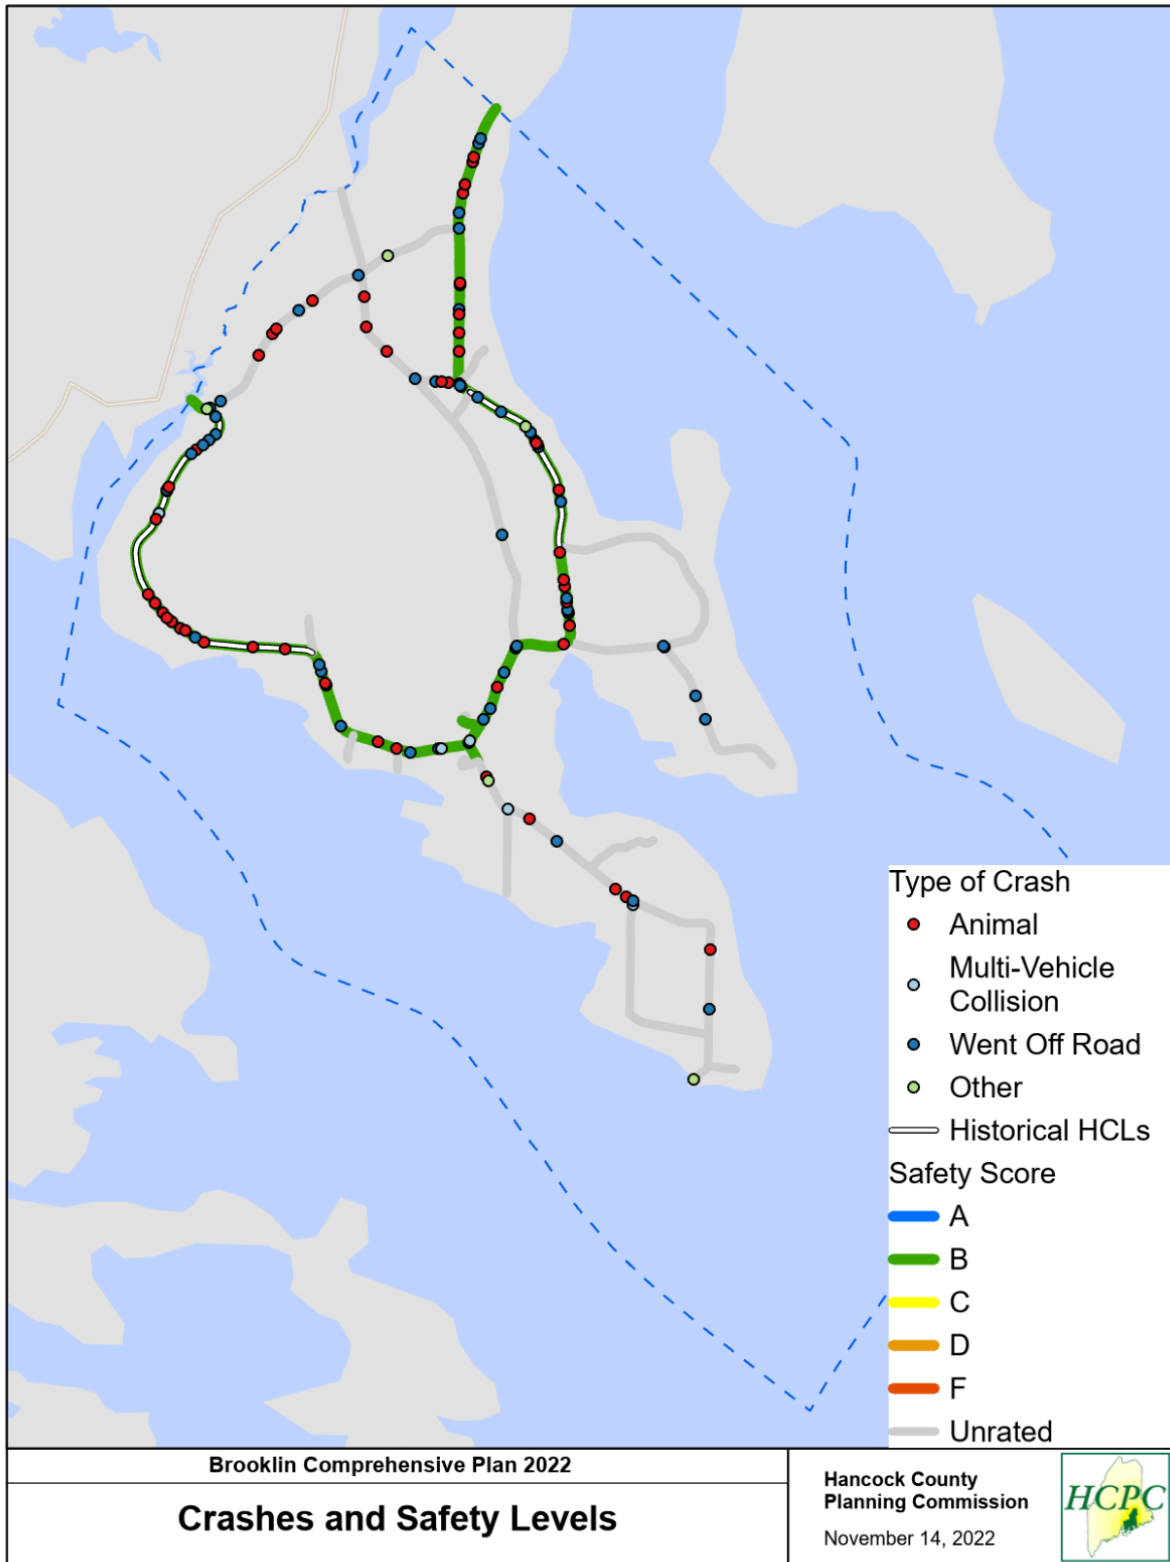 Type of Crash
Animal
Multi-Vehicle
Collision
Went Off Road
Other
Historical HCLs
Safety Score
A
B
C
D
F
Unrated
Brooklin Comprehensive Plan 2022
Crashes and Safety Levels
Hancock County
Planning Commission
November 14, 2022
HCPC